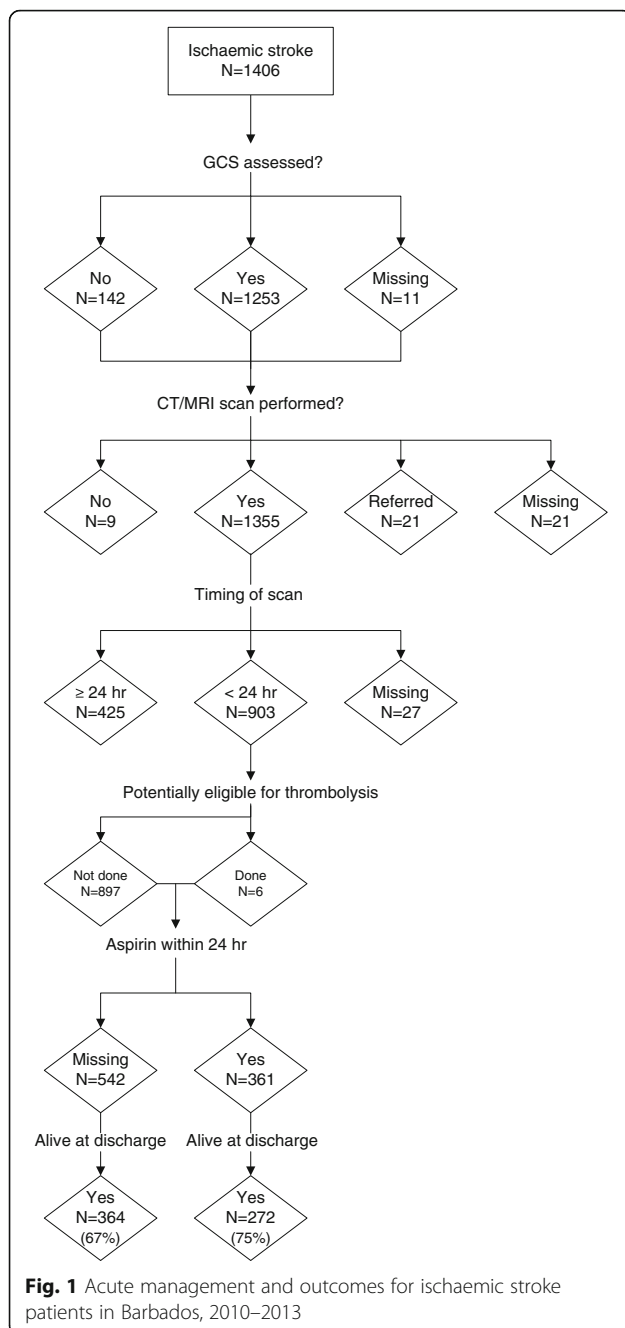 Ischaemic stroke
N=1406
GCS assessed?
No
N=142
Yes
N=1253
Missing
N=11
CT/MRI scan performed?
No
N=9
Yes
N=1355
Referred
N=21
Missing
N=21
Timing of scan
≥ 24 hr
N=425
< 24 hr
N=903
Missing
N=27
Potentially eligible for thrombolysis
Not done
N=897
Done
N=6
Aspirin within 24 hr
Missing
N=542
Yes
N=361
Alive at discharge
Alive at discharge
Yes
N=364
(67%)
Yes
N=272
(75%)
Fig. 1 Acute management and outcomes for ischaemic stroke
patients in Barbados, 2010–2013